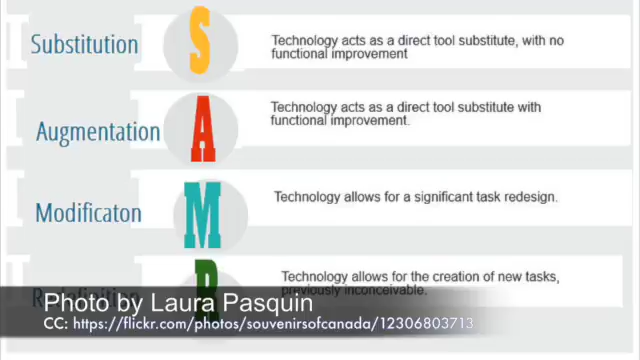 Substitution
S
Technology acts as a direct tool substitute, with no
functional improvement
Augmentation
A
Technology acts as a direct tool substitute with
functional improvement.
Modificaton
M
Technology allows for a significant task redesign.
Redefinition
R
Technology allows for the creation of new tasks,
previously inconceivable.
Photo by Laura Pasquin
CC: https://flickr.com/photos/souvenirsofcanada/12306803713